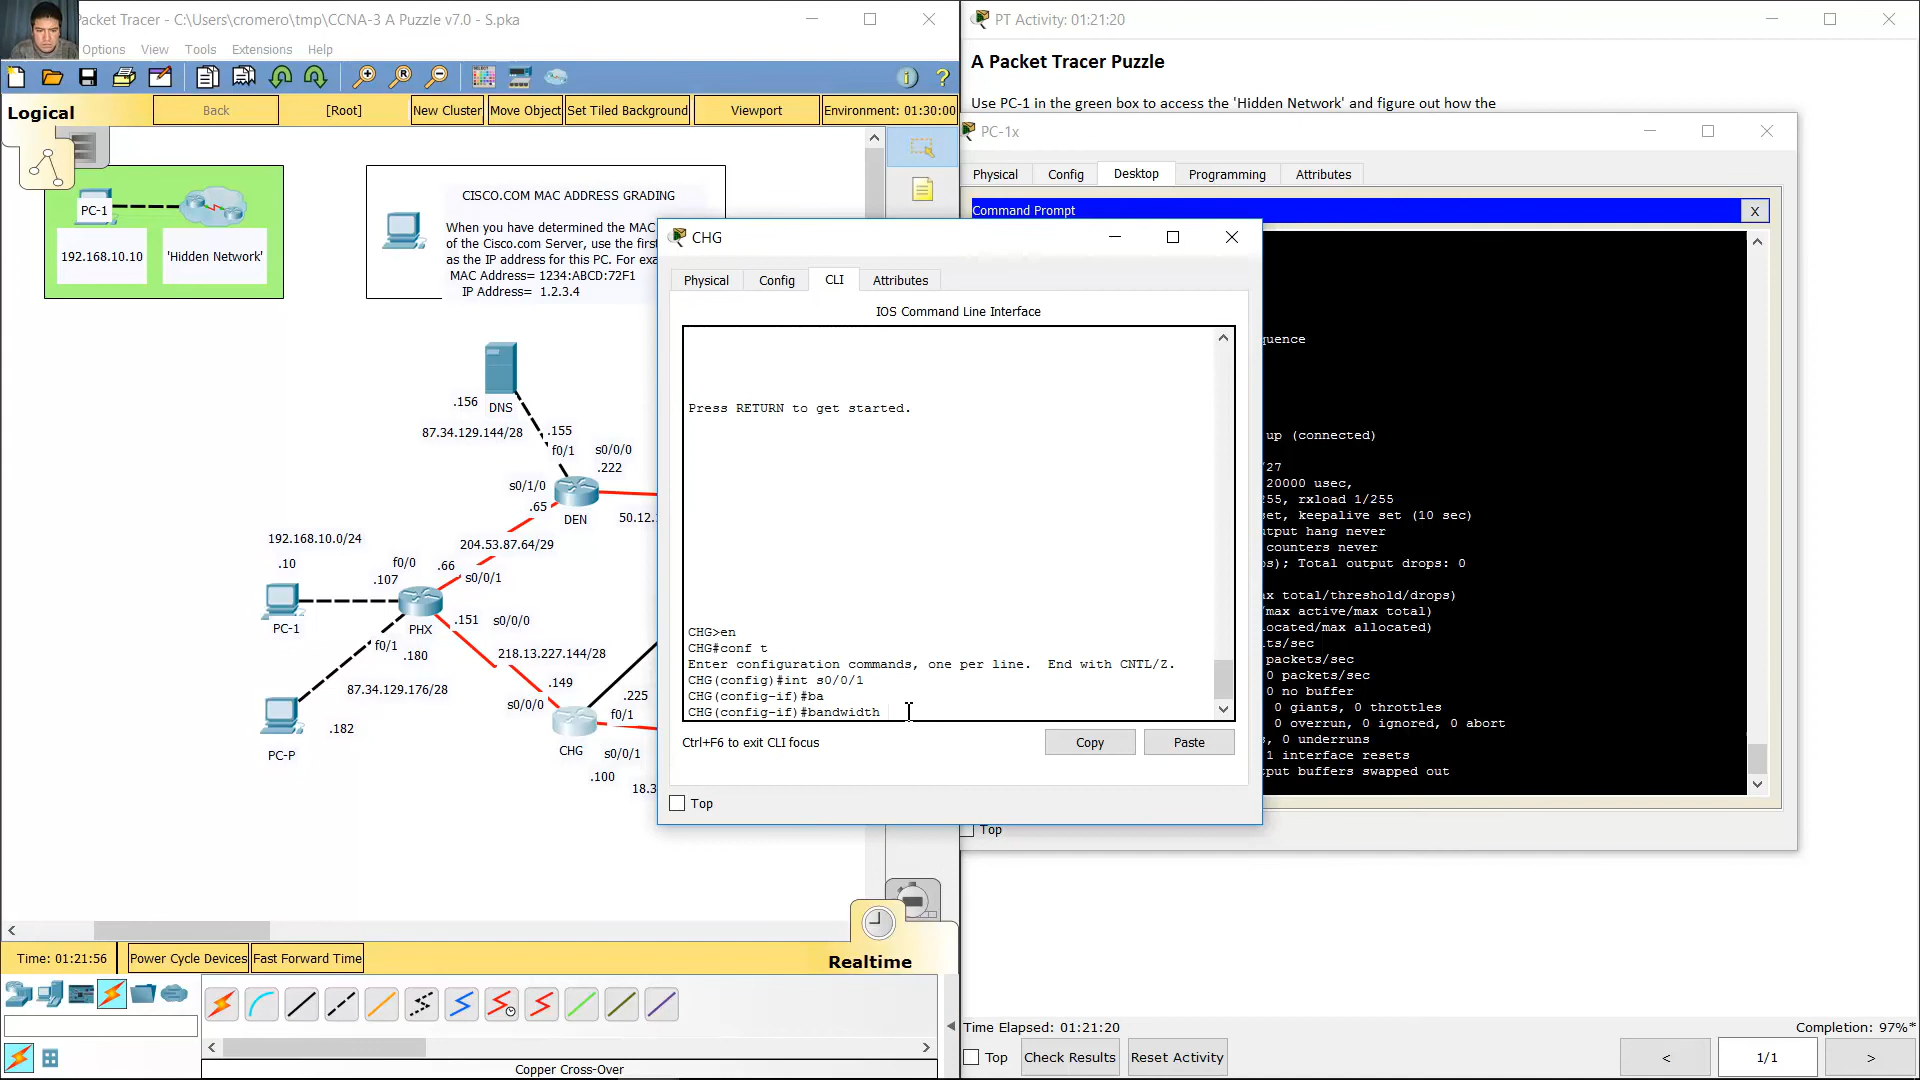 Packet Tracer - C:\Users\cromero\tmp\CCNA-3 A Puzzle v7.0 - S.pka
Options View Tools Extensions Help
Logical
Back
[Root]
New Cluster
Move Object
Set Tiled Background
Viewport
Environment: 01:30:00
PC-1
192.168.10.10
'Hidden Network'
CISCO.COM MAC ADDRESS GRADING
When you have determined the MAC
of the Cisco.com Server, use the first
as the IP address for this PC. For exa
MAC Address= 1234:ABCD:72F1
IP Address= 1.2.3.4
.156
DNS
87.34.129.144/28
.155
f0/1
s0/0/0
.222
s0/1/0
.65
DEN
50.12.1
204.53.87.64/29
192.168.10.0/24
.10
f0/0
.66
.107
s0/0/1
PC-1
PHX
.151
s0/0/0
f0/1
.180
218.13.227.144/28
87.34.129.176/28
.149
.225
s0/0/0
f0/1
.182
PC-P
CHG
s0/0/1
.100
18.3
Time: 01:21:56
Power Cycle Devices
Fast Forward Time
Realtime
Copper Cross-Over
CHG
Physical
Config
CLI
Attributes
IOS Command Line Interface
Press RETURN to get started.
CHG>en
CHG#conf t
Enter configuration commands, one per line. End with CNTL/Z.
CHG(config)#int s0/0/1
CHG(config-if)#ba
CHG(config-if)#bandwidth
Ctrl+F6 to exit CLI focus
Copy
Paste
Top
PT Activity: 01:21:20
A Packet Tracer Puzzle
Use PC-1 in the green box to access the 'Hidden Network' and figure out how the
PC-1x
Physical
Config
Desktop
Programming
Attributes
Command Prompt
X
quence
up (connected)
/27
20000 usec,
255, rxload 1/255
set, keepalive set (10 sec)
tput hang never
counters never
ps); Total output drops: 0
ax total/threshold/drops)
/max active/max total)
ocated/max allocated)
its/sec
packets/sec
packets/sec
0 no buffer
0 giants, 0 throttles
0 overrun, 0 ignored, 0 abort
, 0 underruns
1 interface resets
tput buffers swapped out
Top
Time Elapsed: 01:21:20
Completion: 97%*
Top
Check Results
Reset Activity
<
1/1
>